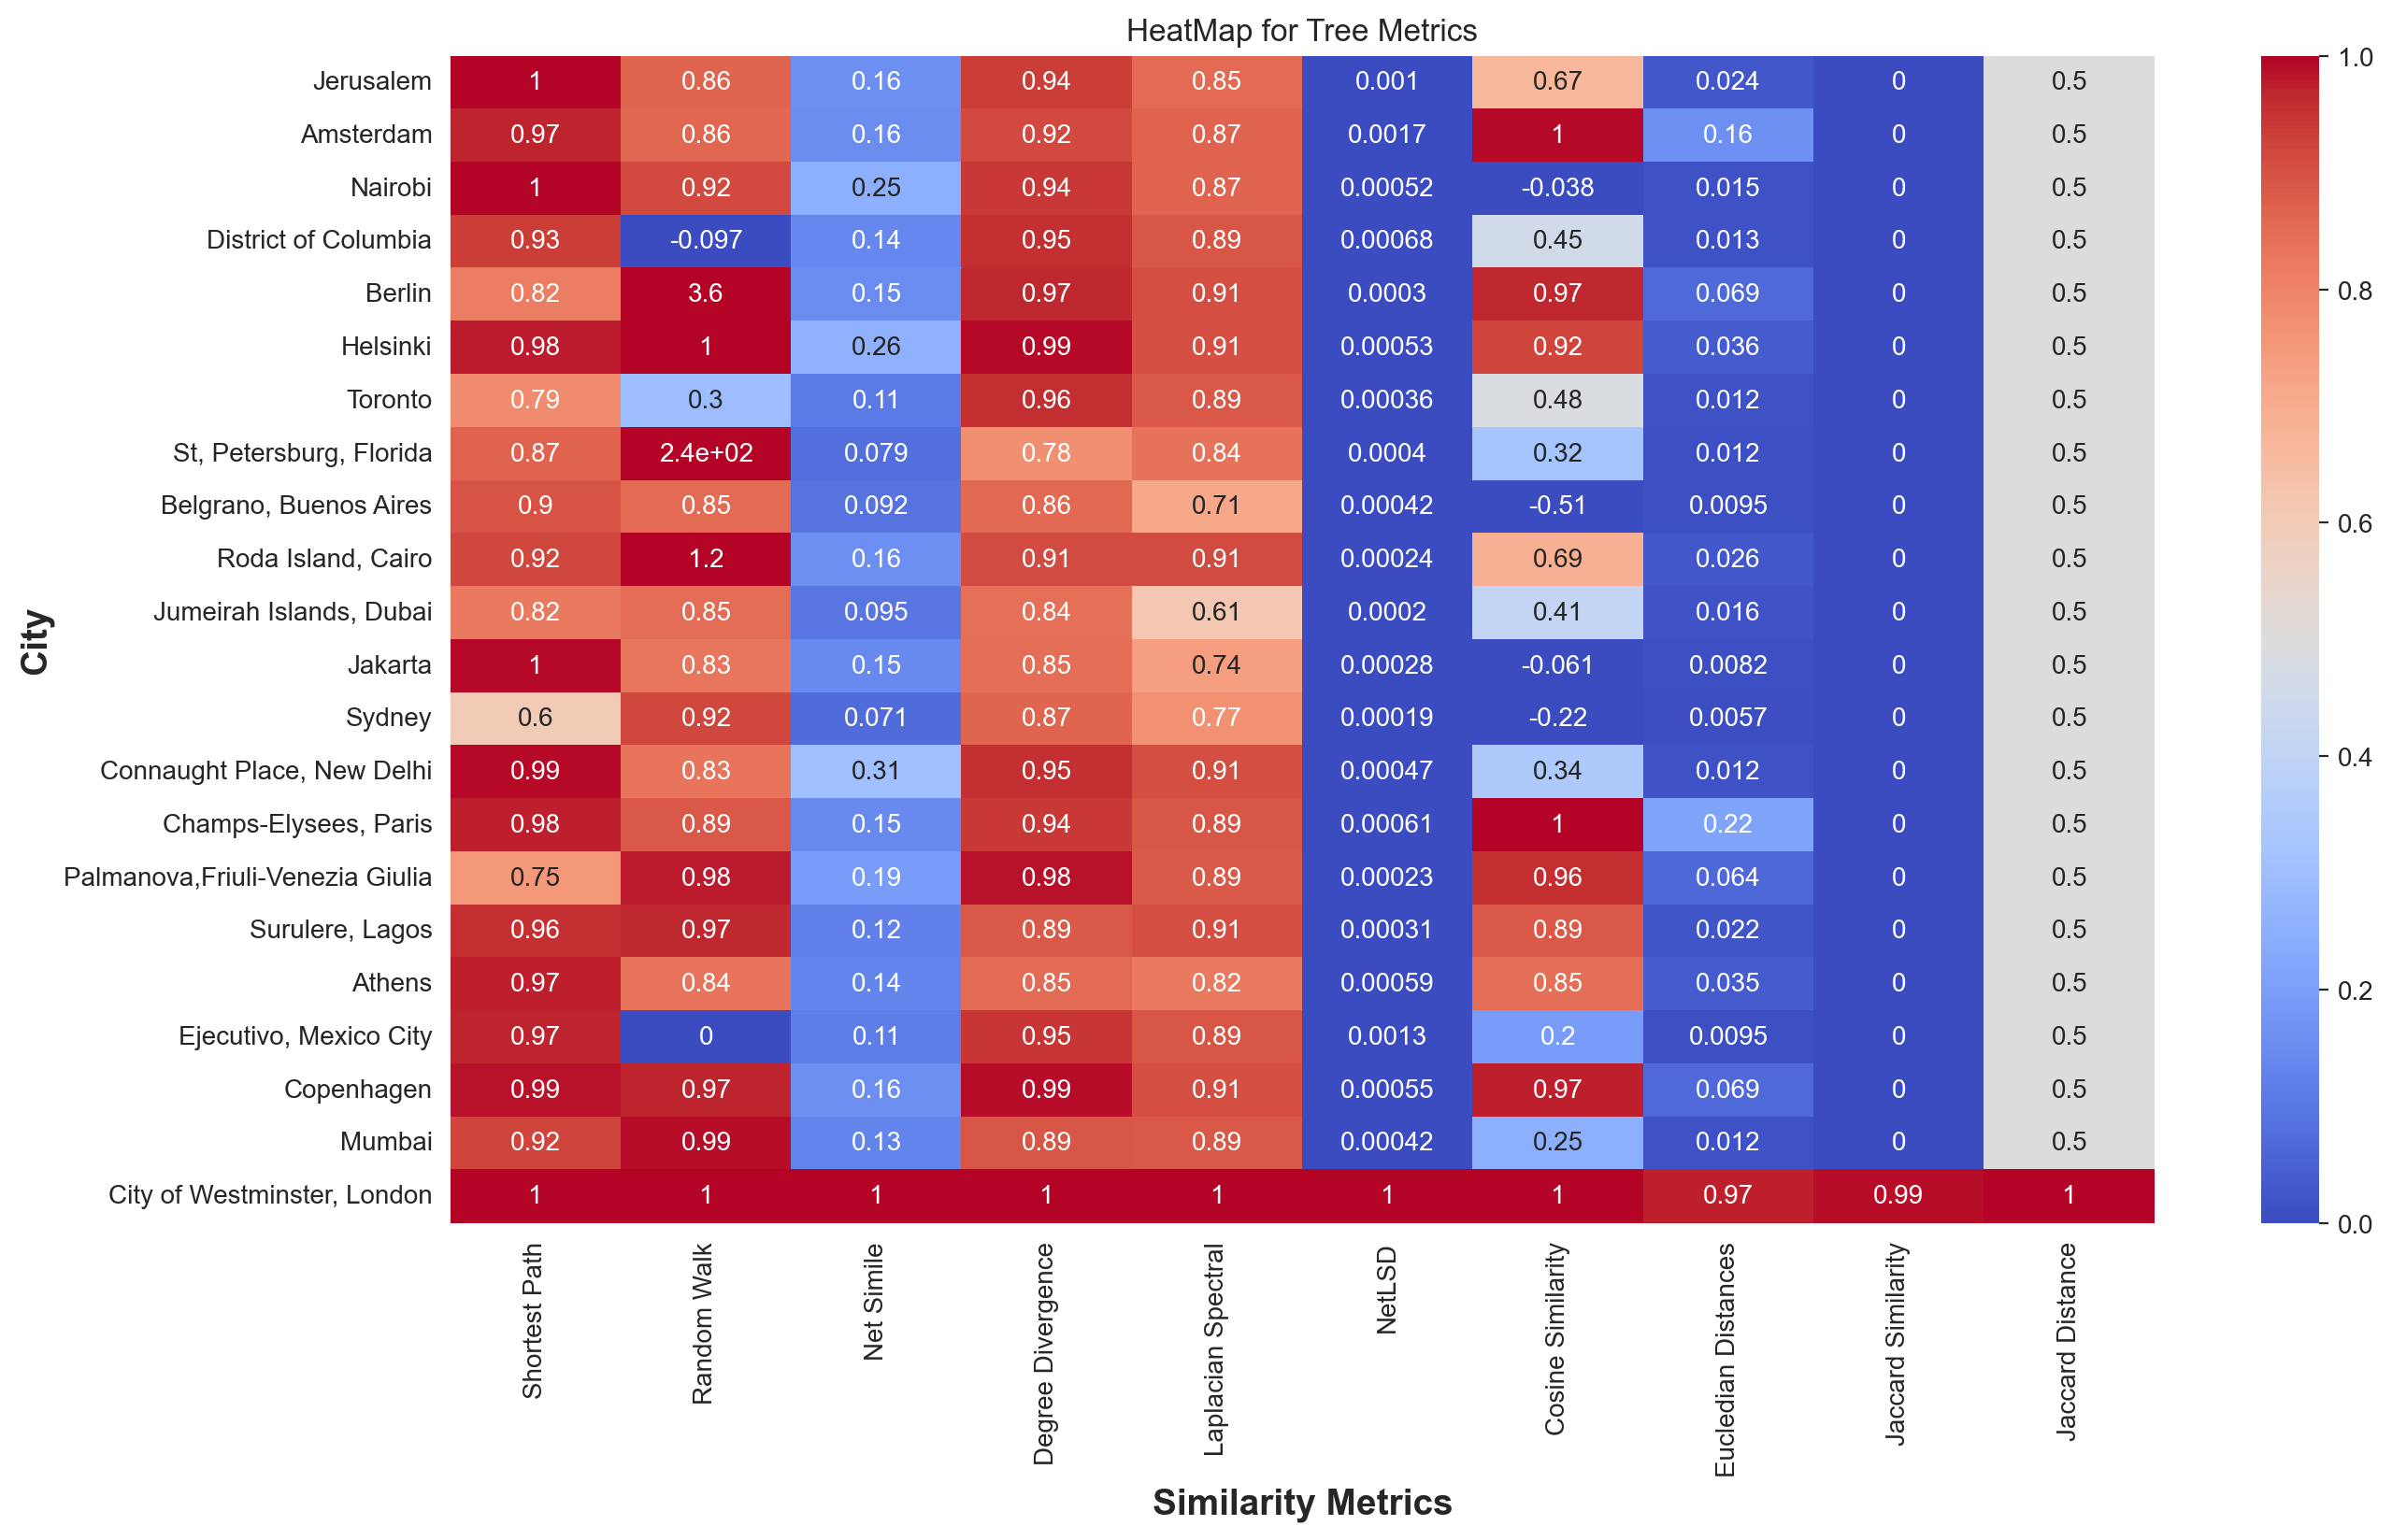 HeatMap for Tree Metrics
Jerusalem 1 0.86 0.16 0.94 0.85 0.001 0.67 0.024 0 0.5
Amsterdam 0.97 0.86 0.16 0.92 0.87 0.0017 1 0.16 0 0.5
Nairobi 1 0.92 0.25 0.94 0.87 0.00052 -0.038 0.015 0 0.5
District of Columbia 0.93 -0.097 0.14 0.95 0.89 0.00068 0.45 0.013 0 0.5
Berlin 0.82 3.6 0.15 0.97 0.91 0.0003 0.97 0.069 0 0.5
Helsinki 0.98 1 0.26 0.99 0.91 0.00053 0.92 0.036 0 0.5
Toronto 0.79 0.3 0.11 0.96 0.89 0.00036 0.48 0.012 0 0.5
St, Petersburg, Florida 0.87 2.4e+02 0.079 0.78 0.84 0.0004 0.32 0.012 0 0.5
Belgrano, Buenos Aires 0.9 0.85 0.092 0.86 0.71 0.00042 -0.51 0.0095 0 0.5
Roda Island, Cairo 0.92 1.2 0.16 0.91 0.91 0.00024 0.69 0.026 0 0.5
Jumeirah Islands, Dubai 0.82 0.85 0.095 0.84 0.61 0.0002 0.41 0.016 0 0.5
Jakarta 1 0.83 0.15 0.85 0.74 0.00028 -0.061 0.0082 0 0.5
Sydney 0.6 0.92 0.071 0.87 0.77 0.00019 -0.22 0.0057 0 0.5
Connaught Place, New Delhi 0.99 0.83 0.31 0.95 0.91 0.00047 0.34 0.012 0 0.5
Champs-Elysees, Paris 0.98 0.89 0.15 0.94 0.89 0.00061 1 0.22 0 0.5
Palmanova,Friuli-Venezia Giulia 0.75 0.98 0.19 0.98 0.89 0.00023 0.96 0.064 0 0.5
Surulere, Lagos 0.96 0.97 0.12 0.89 0.91 0.00031 0.89 0.022 0 0.5
Athens 0.97 0.84 0.14 0.85 0.82 0.00059 0.85 0.035 0 0.5
Ejecutivo, Mexico City 0.97 0 0.11 0.95 0.89 0.0013 0.2 0.0095 0 0.5
Copenhagen 0.99 0.97 0.16 0.99 0.91 0.00055 0.97 0.069 0 0.5
Mumbai 0.92 0.99 0.13 0.89 0.89 0.00042 0.25 0.012 0 0.5
City of Westminster, London 1 1 1 1 1 1 1 0.97 0.99 1
City
Shortest Path
Random Walk
Net Simile
Degree Divergence
Laplacian Spectral
NetLSD
Cosine Similarity
Eucledian Distances
Jaccard Similarity
Jaccard Distance
Similarity Metrics
1.0
0.8
0.6
0.4
0.2
0.0